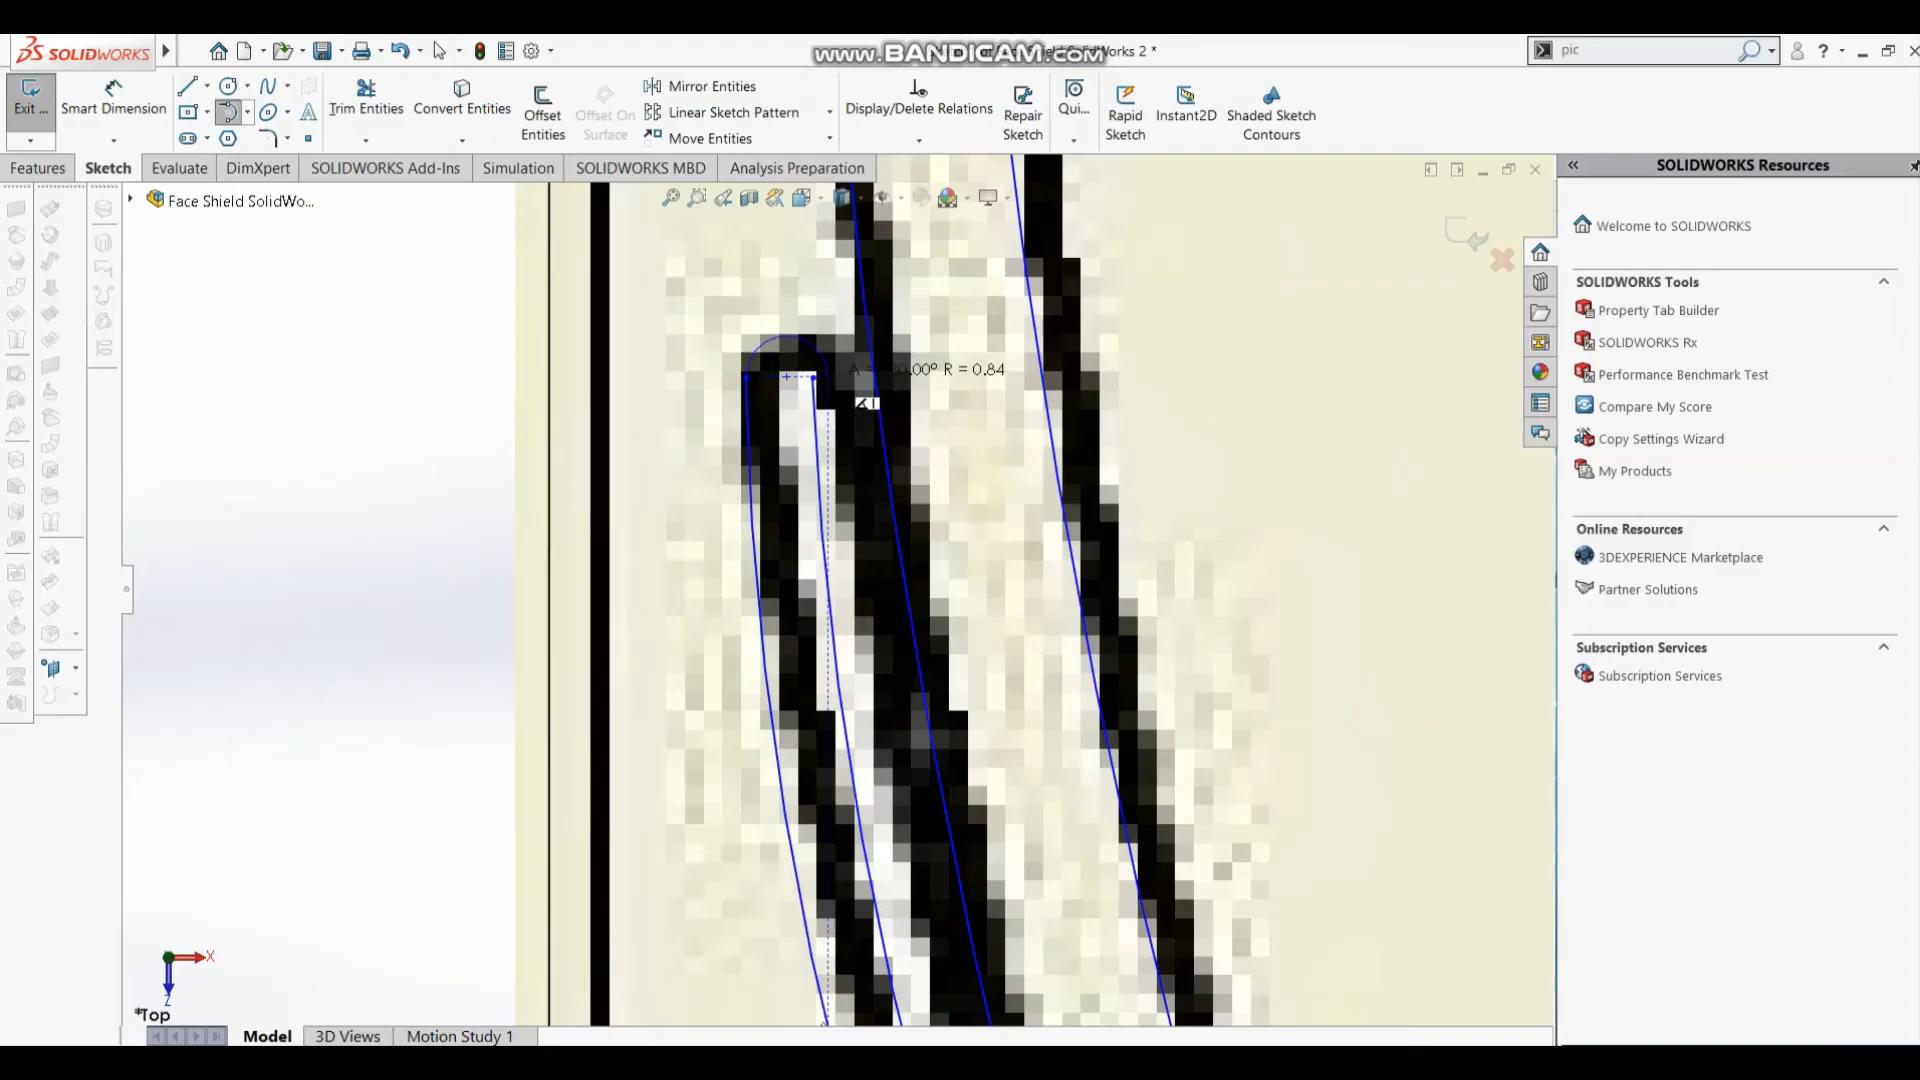 SOLIDWORKS
www.BANDICAM.com
SolidWorks 2 *
pic
Exit ...
Smart Dimension
Trim Entities
Convert Entities
Offset Entities
Offset On Surface
Mirror Entities
Linear Sketch Pattern
Move Entities
Display/Delete Relations
Repair Sketch
Qui...
Rapid Sketch
Instant2D
Shaded Sketch Contours
Features
Sketch
Evaluate
DimXpert
SOLIDWORKS Add-Ins
Simulation
SOLIDWORKS MBD
Analysis Preparation
Face Shield SolidWo...
R = 0.84
X
Z
*Top
Model
3D Views
Motion Study 1
SOLIDWORKS Resources
Welcome to SOLIDWORKS
SOLIDWORKS Tools
Property Tab Builder
SOLIDWORKS Rx
Performance Benchmark Test
Compare My Score
Copy Settings Wizard
My Products
Online Resources
3DEXPERIENCE Marketplace
Partner Solutions
Subscription Services
Subscription Services